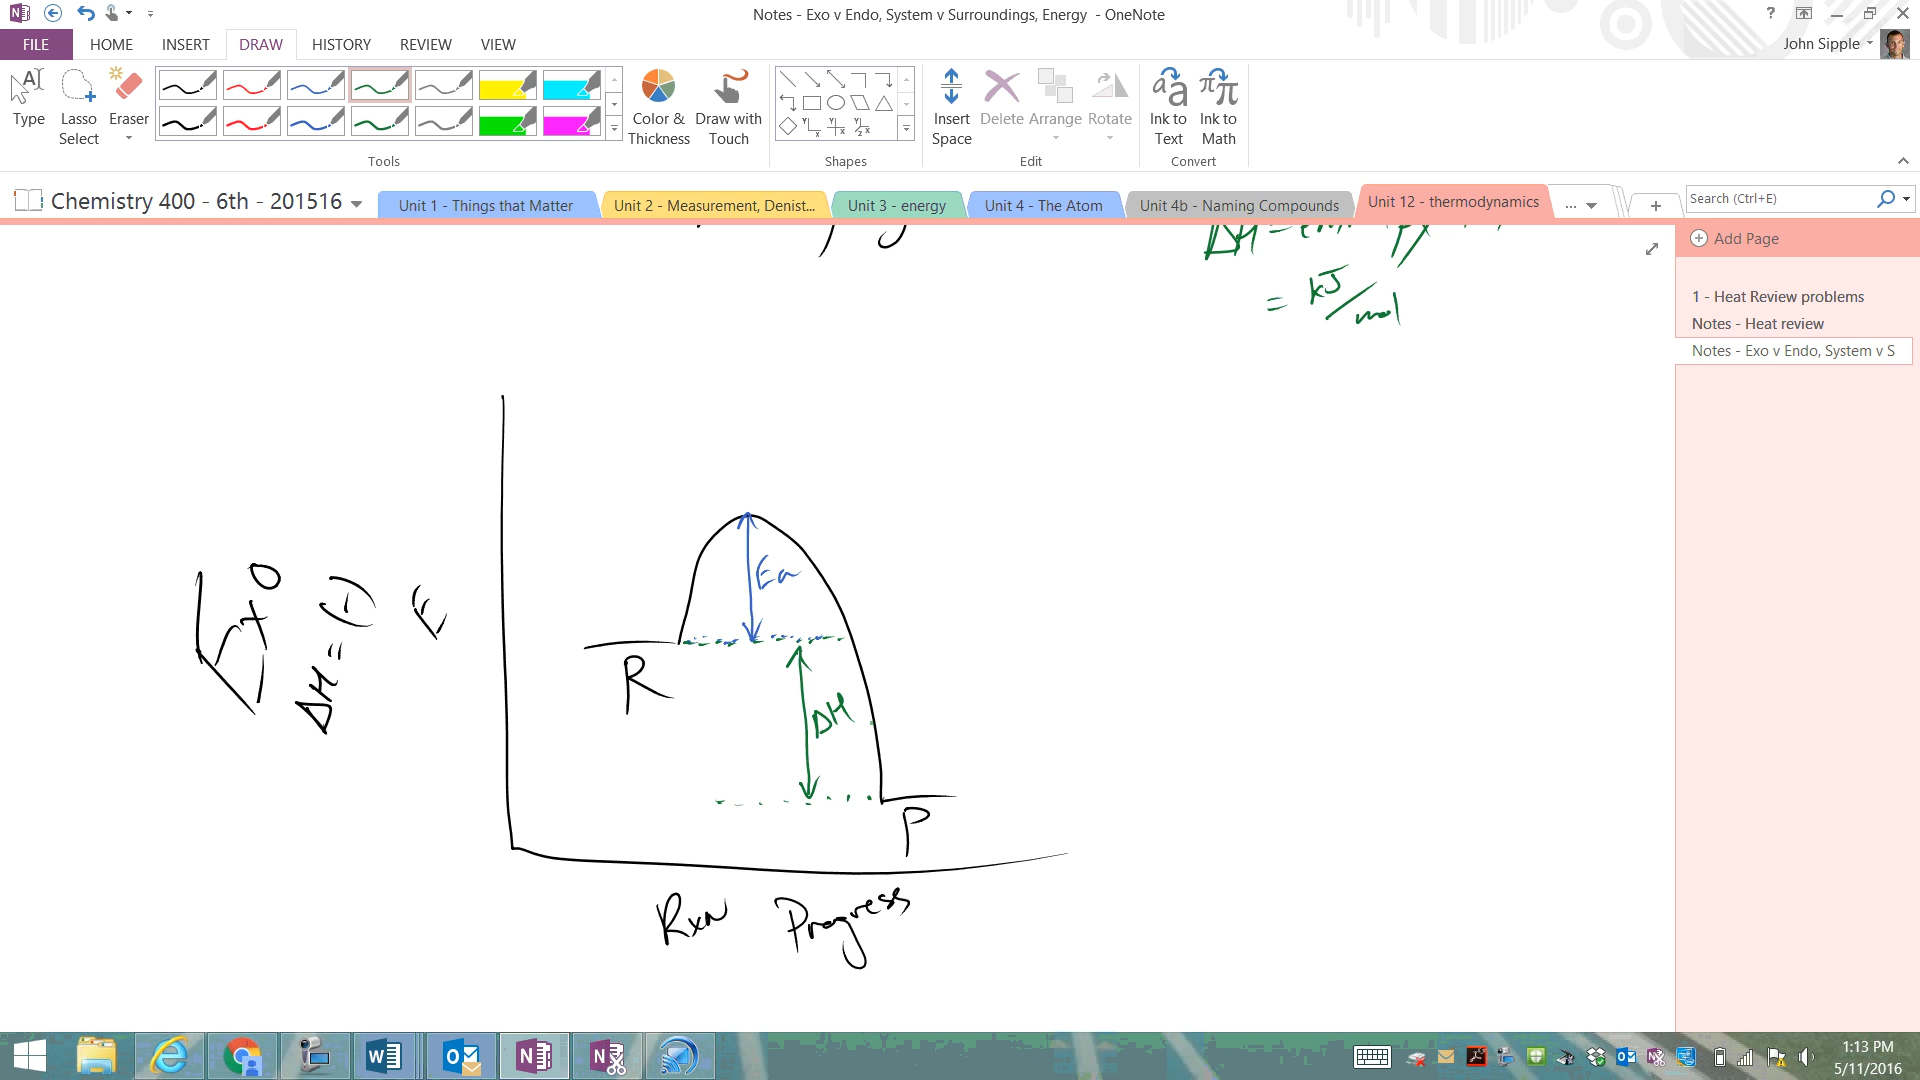 Notes - Exo v Endo, System v Surroundings, Energy - OneNote
FILE HOME INSERT DRAW HISTORY REVIEW VIEW
John Sipple
Type
Lasso Select
Eraser
Color & Thickness
Draw with Touch
Insert Space
Delete
Arrange
Rotate
Ink to Text
Ink to Math
Tools
Shapes
Edit
Convert
Chemistry 400 - 6th - 201516
Unit 1 - Things that Matter
Unit 2 - Measurement, Denist...
Unit 3 - energy
Unit 4 - The Atom
Unit 4b - Naming Compounds
Unit 12 - thermodynamics
...
Search (Ctrl+E)
Add Page
1 - Heat Review problems
Notes - Heat review
Notes - Exo v Endo, System v S
ΔH =
= kJ/mol
Exo
ΔH = (-)
Ea
R
ΔH
P
Rxn Progress
1:13 PM
5/11/2016